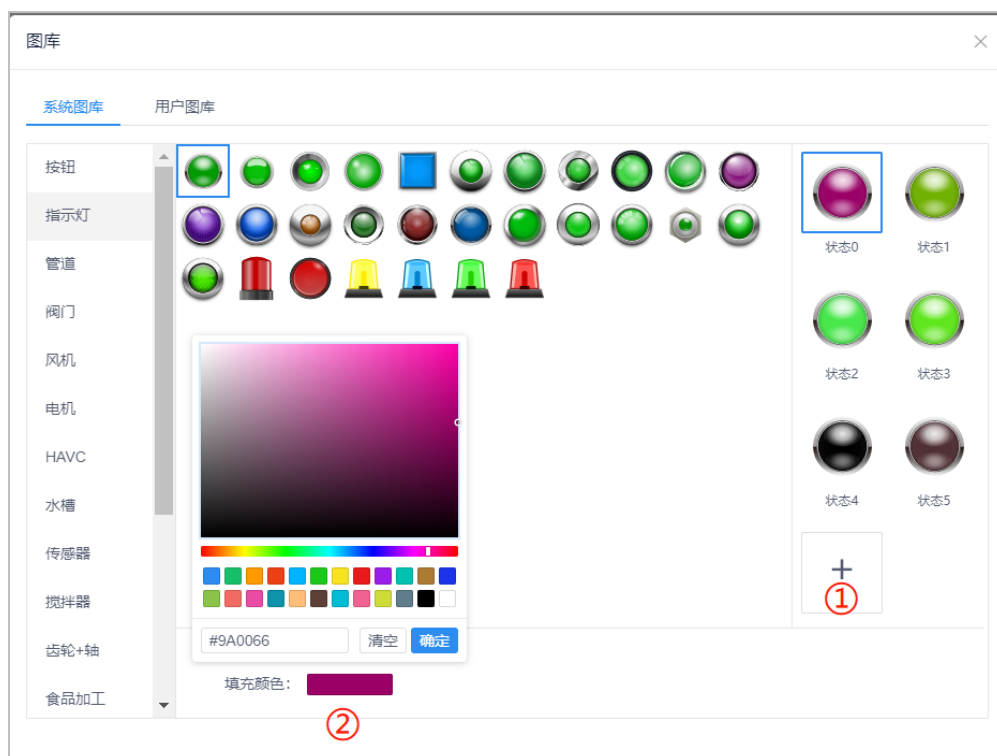 图库
系统图库 用户图库
按钮
指示灯
管道
阀门
风机
电机
HAVC
水槽
传感器
搅拌器
齿轮+轴
食品加工
状态0 状态1
状态2 状态3
状态4 状态5
+
①
#9A0066 清空 确定
填充颜色：
②